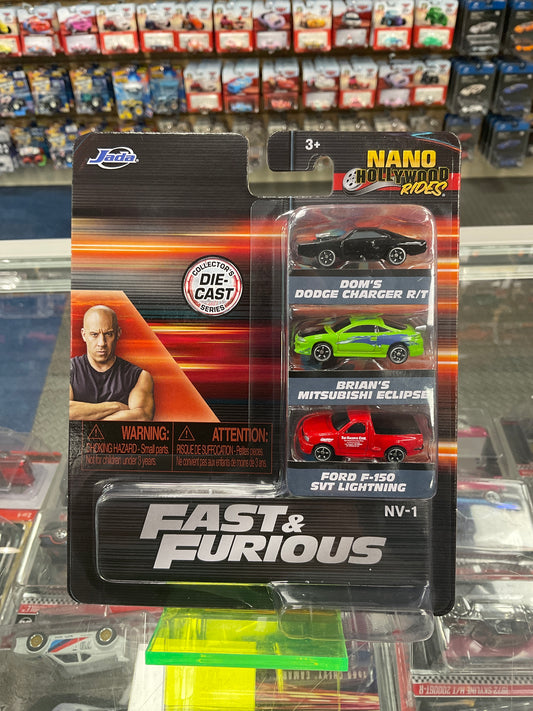 Jada
3+
NANO
HOLLYWOOD
RIDES
COLLECTOR'S
DIE-
CAST
SERIES
DOM'S
DODGE CHARGER R/T
BRIAN'S
MITSUBISHI ECLIPSE
WARNING:
CHOKING HAZARD - Small parts.
Not for children under 3 years.
ATTENTION:
RISQUE DE SUFFOCATION - Petites pièces.
Ne convient pas aux enfants de moins de 3 ans.
FORD F-150
SVT LIGHTNING
NV-1
FAST &
FURIOUS